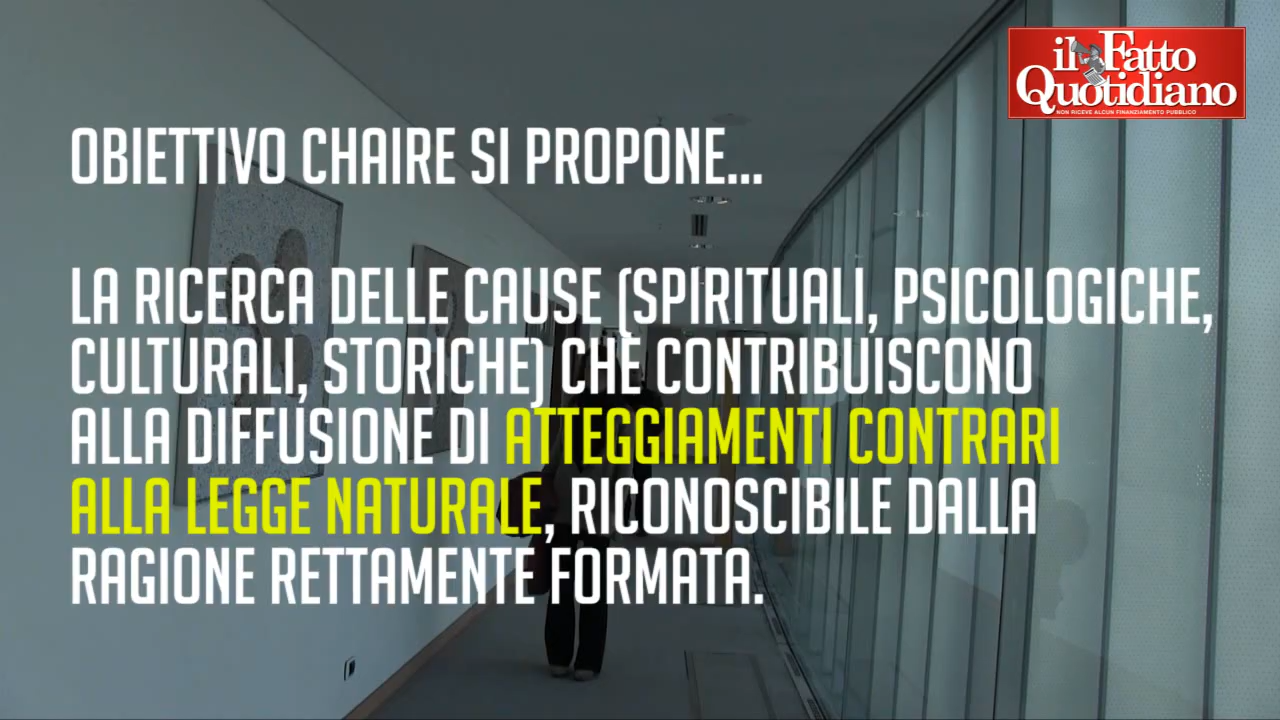 il Fatto
Quotidiano
NON RICEVE ALCUN FINANZIAMENTO PUBBLICO
OBIETTIVO CHAIRE SI PROPONE...
LA RICERCA DELLE CAUSE (SPIRITUALI, PSICOLOGICHE,
CULTURALI, STORICHE) CHE CONTRIBUISCONO
ALLA DIFFUSIONE DI ATTEGGIAMENTI CONTRARI
ALLA LEGGE NATURALE, RICONOSCIBILE DALLA
RAGIONE RETTAMENTE FORMATA.